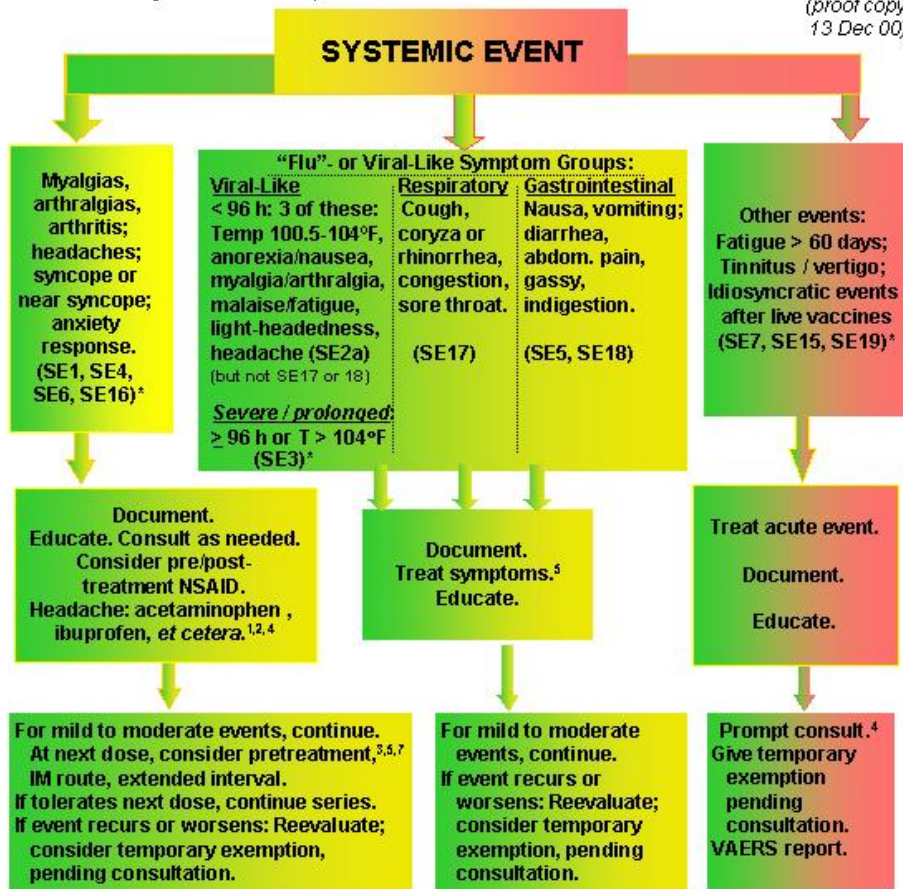 (proof copy
13 Dec 00)
SYSTEMIC EVENT
Myalgias,
arthralgias,
arthritis;
headaches;
syncope or
near syncope;
anxiety
response.
(SE1, SE4,
SE6, SE16)*
"Flu"- or Viral-Like Symptom Groups:
Viral-Like
< 96 h: 3 of these:
Temp 100.5-104ºF,
anorexia/nausea,
myalgia/arthralgia,
malaise/fatigue,
light-headedness,
headache (SE2a)
(but not SE17 or 18)
Severe / prolonged:
≥ 96 h or T > 104ºF
(SE3)*
Respiratory
Cough,
coryza or
rhinorrhea,
congestion,
sore throat.
(SE17)
Gastrointestinal
Nausa, vomiting;
diarrhea,
abdom. pain,
gassy,
indigestion.
(SE5, SE18)
Other events:
Fatigue > 60 days;
Tinnitus / vertigo;
Idiosyncratic events
after live vaccines
(SE7, SE15, SE19)*
Document.
Educate. Consult as needed.
Consider pre/post-
treatment NSAID.
Headache: acetaminophen ,
ibuprofen, et cetera.1,2, 4
Document.
Treat symptoms.5
Educate.
Treat acute event.
Document.
Educate.
For mild to moderate events, continue.
At next dose, consider pretreatment,3,5,7
IM route, extended interval.
If tolerates next dose, continue series.
If event recurs or worsens: Reevaluate;
consider temporary exemption,
pending consultation.
For mild to moderate
events, continue.
If event recurs or
worsens: Reevaluate;
consider temporary
exemption, pending
consultation.
Prompt consult.4
Give temporary
exemption
pending
consultation.
VAERS report.